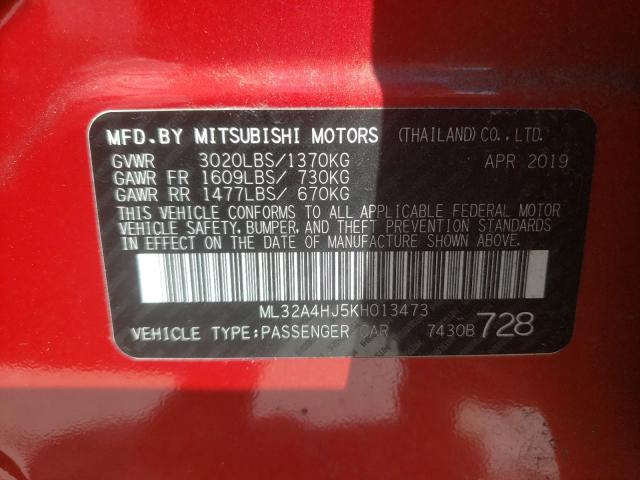 MFD.BY MITSUBISHI MOTORS (THAILAND)CO.,LTD.
GVWR 3020LBS/1370KG APR 2019
GAWR FR 1609LBS/ 730KG
GAWR RR 1477LBS/ 670KG
THIS VEHICLE CONFORMS TO ALL APPLICABLE FEDERAL MOTOR
VEHICLE SAFETY, BUMPER, AND THEFT PREVENTION STANDARDS
IN EFFECT ON THE DATE OF MANUFACTURE SHOWN ABOVE.
ML32A4HJ5KH013473
VEHICLE TYPE:PASSENGER CAR 7430B 728